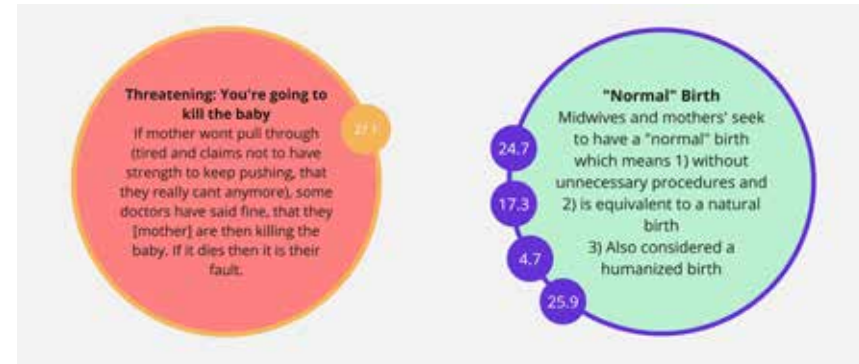 Threatening: You're going to
kill the baby
If mother wont pull through
(tired and claims not to have
strength to keep pushing, that
they really cant anymore), some
doctors have said fine, that they
[mother] are then killing the
baby. If it dies then it is their
fault.
"Normal" Birth
Midwives and mothers' seek
to have a "normal" birth
which means 1) without
unnecessary procedures and
2) is equivalent to a natural
birth
3) Also considered a
humanized birth
24.7
17.3
4.7
25.9